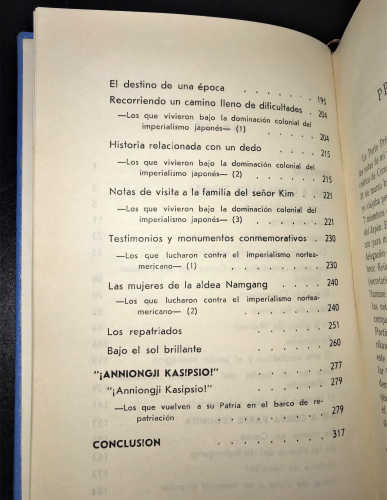 El destino de una época . . . . . . . 195
Recorriendo un camino lleno de dificultades . 204
—Los que vivieron bajo la dominación colonial del
imperialismo japonés— (1) . . . . . . 204
Historia relacionada con un dedo . . . . 215
—Los que vivieron bajo la dominación colonial del
imperialismo japonés— (2) . . . . . . 215
Notas de visita a la familia del señor Kim . 221
—Los que vivieron bajo la dominación colonial del
imperialismo japonés— (3) . . . . . . 221
Testimonios y monumentos conmemorativos . 230
—Los que lucharon contra el imperialismo nortea-
mericano— (1) . . . . . . . . 230
Las mujeres de la aldea Namgang . . . . 240
—Los que lucharon contra el imperialismo nortea-
mericano— (2) . . . . . . . . 240
Los repatriados . . . . . . . . 251
Bajo el sol brillante . . . . . . . 260
"¡ANNIONGJI KASIPSIO!" . . . . . . 277
"¡Anniongji Kasipsio!" . . . . . . 279
—Los que vuelven a su Patria en el barco de re-
patriación— . . . . . . . . 279
CONCLUSION . . . . . . . . 317